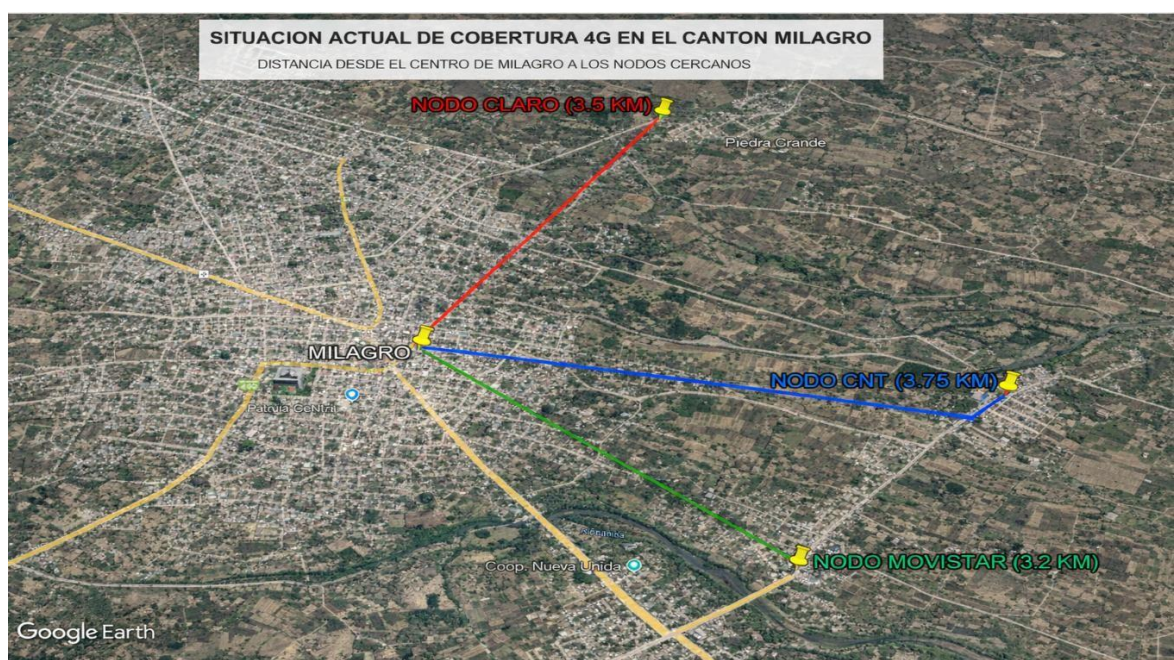 SITUACION ACTUAL DE COBERTURA 4G EN EL CANTON MILAGRO
DISTANCIA DESDE EL CENTRO DE MILAGRO A LOS NODOS CERCANOS
NODO CLARO (3.5 KM)
Piedra Grande
MILAGRO
NODO CNT (3.75 KM)
Coop. Nueva Unida
NODO MOVISTAR (3.2 KM)
Google Earth